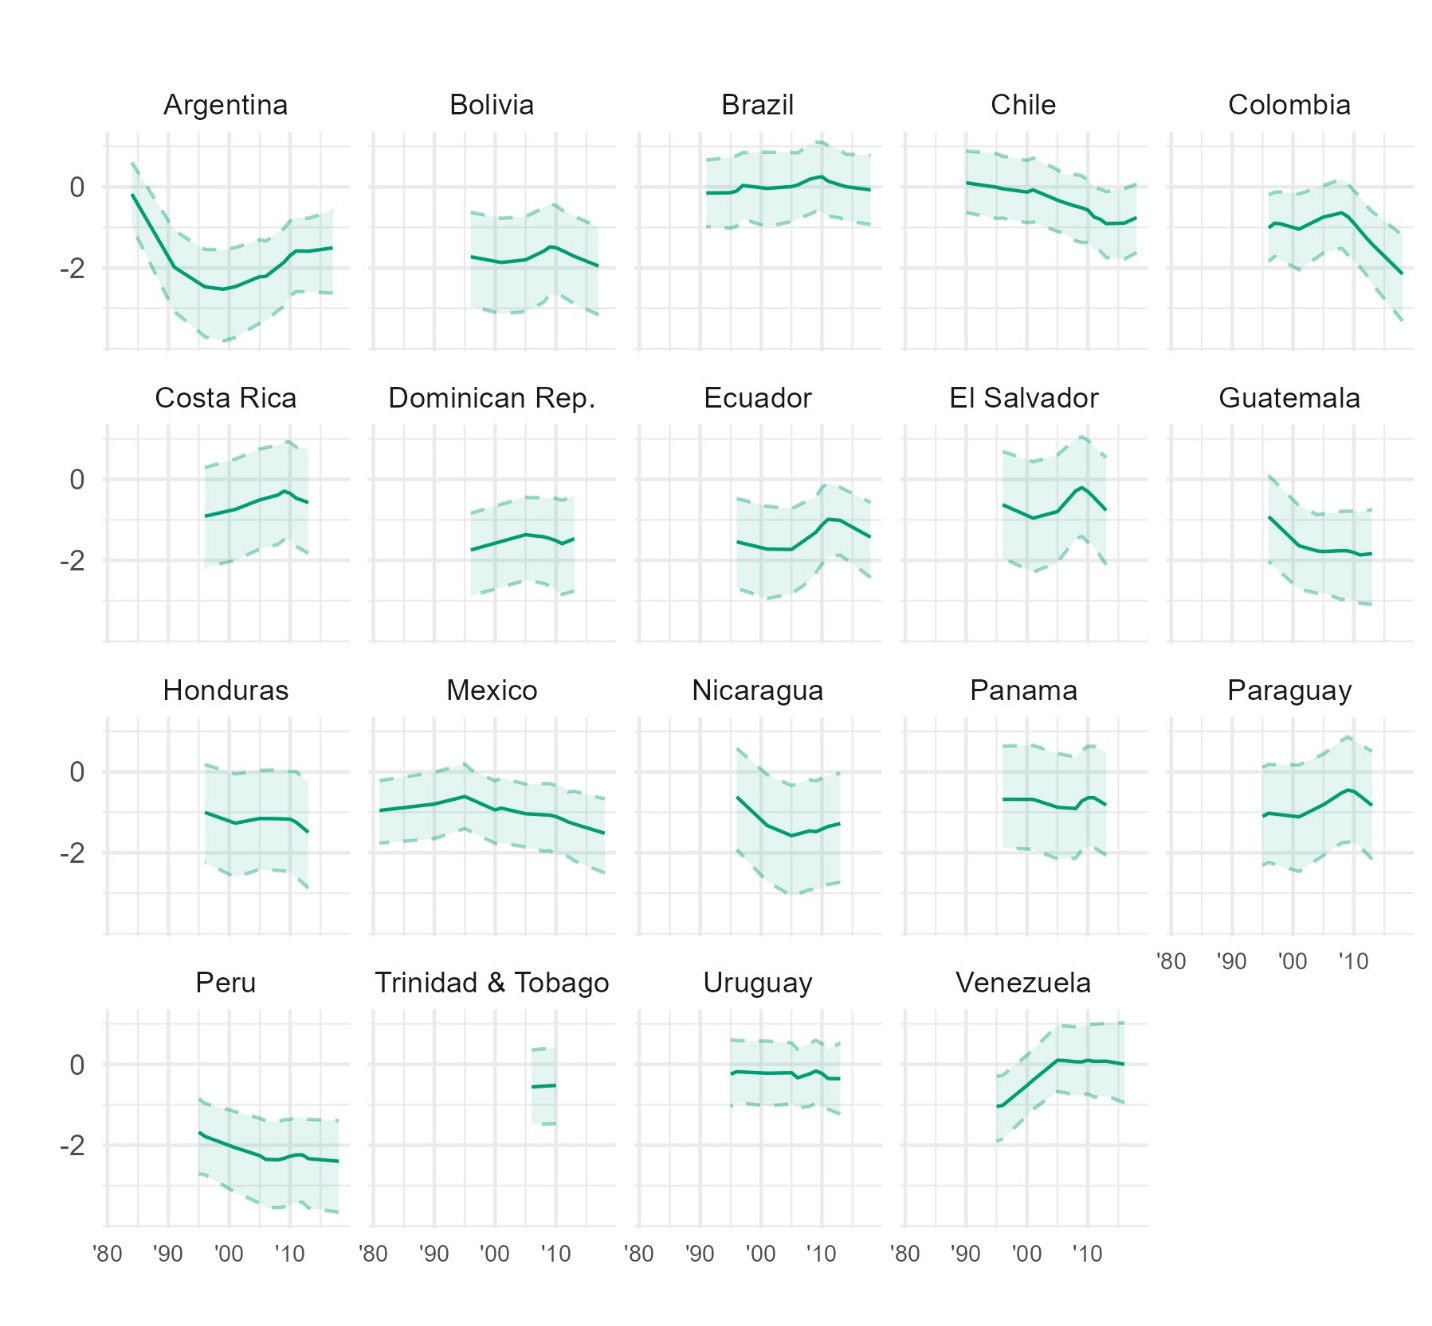 Argentina Bolivia Brazil Chile Colombia
0
-2
Costa Rica Dominican Rep. Ecuador El Salvador Guatemala
0
-2
Honduras Mexico Nicaragua Panama Paraguay
0
-2
'80 '90 '00 '10
Peru Trinidad & Tobago Uruguay Venezuela
0
-2
'80 '90 '00 '10 '80 '90 '00 '10 '80 '90 '00 '10 '80 '90 '00 '10